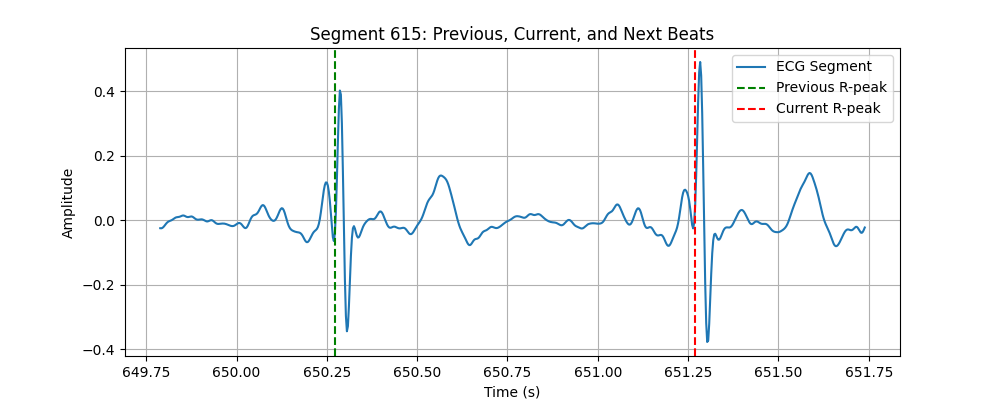 Segment 615: Previous, Current, and Next Beats
ECG Segment
Previous R-peak
Current R-peak
Amplitude
0.4
0.2
0.0
−0.2
−0.4
649.75 650.00 650.25 650.50 650.75 651.00 651.25 651.50 651.75
Time (s)